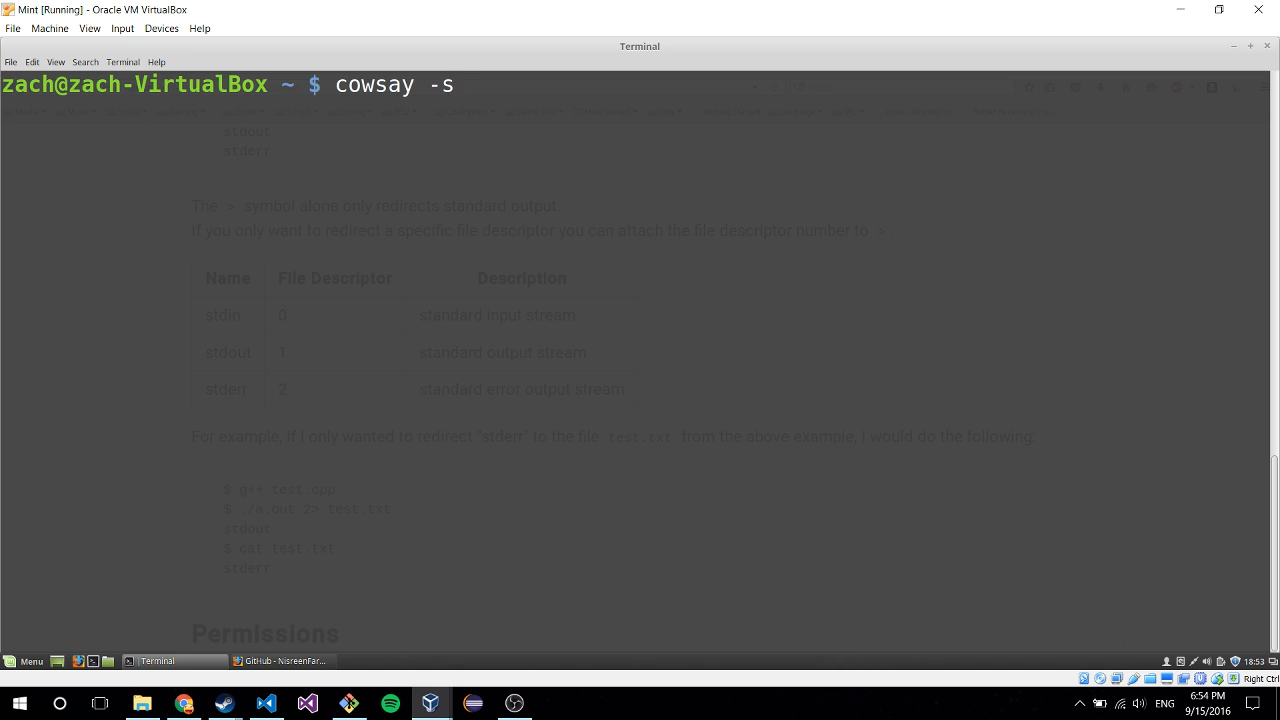 Mint [Running] - Oracle VM VirtualBox
File Machine View Input Devices Help
Terminal
File Edit View Search Terminal Help
zach@zach-VirtualBox ~ $ cowsay -s
stdout
stderr
The > symbol alone only redirects standard output.
If you only want to redirect a specific file descriptor you can attach the file descriptor number to >
Name File Descriptor Description
stdin 0 standard input stream
stdout 1 standard output stream
stderr 2 standard error output stream
For example, if I only wanted to redirect "stderr" to the file test.txt from the above example, I would do the following:
$ g++ test.cpp
$ ./a.out 2> test.txt
stdout
$ cat test.txt
stderr
Permissions
Menu Terminal GitHub - NisreenFar... 18:53
Right Ctrl
ENG 6:54 PM
9/15/2016